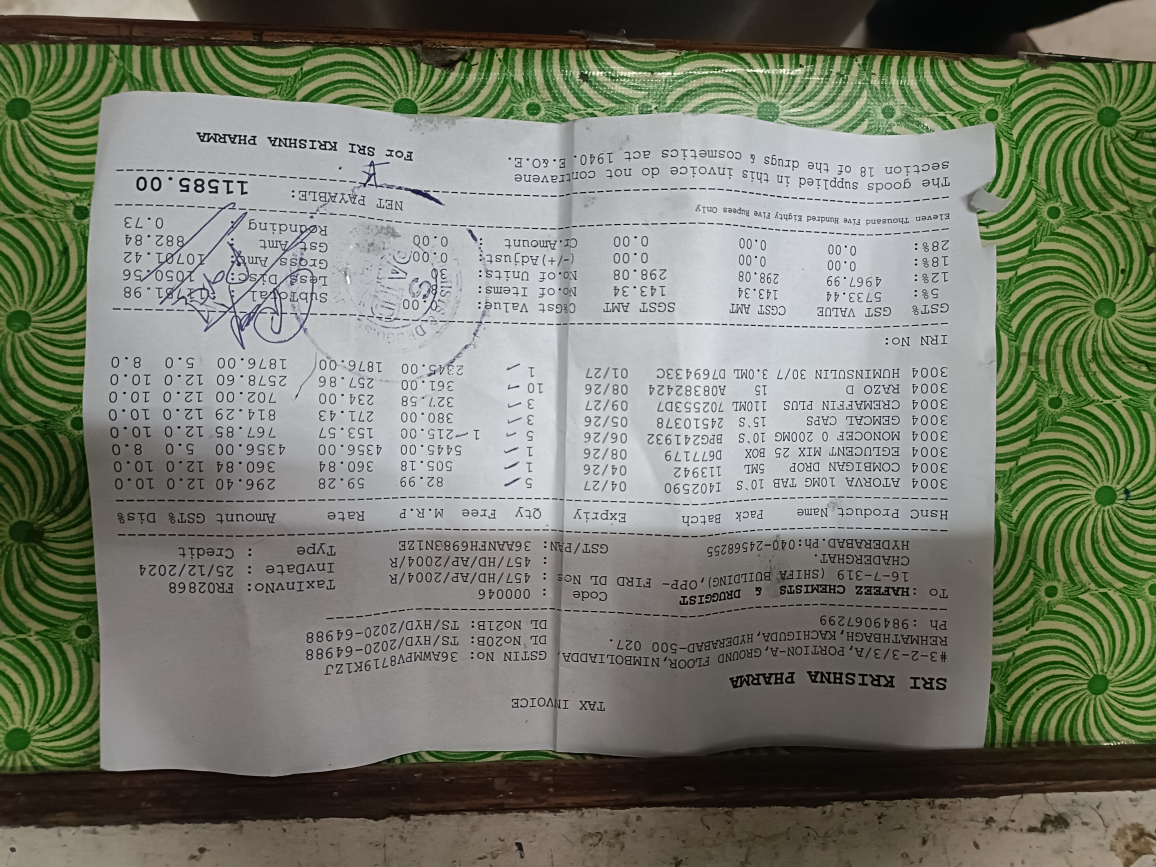 TAX INVOICE
SRI KRISHNA PHARMA
#3-2-3/3/A, PORTION-A, GROUND FLOOR, NIMBOLIADDA, GSTIN No: 36AWMPV8719K1ZJ
REHMATHBAGH, KACHIGUDA, HYDERABAD-500 027. DL NO20B: TS/HYD/2020-64988
Ph : 9849067299 DL NO21B: TS/HYD/2020-64988
To : HAFEEZ CHEMISTS & DRUGGIST Code : 000046 TaxInvNo: FR02868
16-7-319 (SHIFA BUILDING), OPP- FIRD DL Nos : 457/HD/AP/2004/R InvDate : 25/12/2024
CHADERGHAT. : 457/HD/AP/2004/R Type : Credit
HYDERABAD.Ph:040-24568255 GST/PAN: 36AANFH6983N1ZE
HsnC Product Name Pack Batch Expriy Qty Free M.R.P Rate Amount GST% Dis%
3004 ATORVA 10MG TAB 10'S I402590 04/27 5 82.99 59.28 296.40 12.0 10.0
3004 COMBIGAN DROP 5ML 113942 04/26 1 505.18 360.84 360.84 12.0 10.0
3004 EGLUCENT MIX 25 BOX D677179 08/26 1 5445.00 4356.00 4356.00 5.0 8.0
3004 MONOCEF O 200MG 10'S BPG241932 06/26 5 1 215.00 153.57 767.85 12.0 10.0
3004 GEMCAL CAPS 15'S 24510378 05/26 3 380.00 271.43 814.29 12.0 10.0
3004 CREMAFFIN PLUS 110ML 702553D7 09/27 3 327.58 234.00 702.00 12.0 10.0
3004 RAZO D 15 A08382424 08/26 10 361.00 257.86 2578.60 12.0 10.0
3004 HUMINSULIN 30/7 3.0ML D769433C 01/27 1 2345.00 1876.00 1876.00 5.0 8.0
IRN No:
GST% GST VALUE CGST AMT SGST AMT C%Gst Value: 0.00 SubTotal : 11751.98
5%: 5733.44 143.34 143.34 No.of Items: Less Disc: 1050.56
12%: 4967.99 298.08 298.08 No.of Units: 30 Gross Amt: 10701.42
18%: 0.00 0.00 0.00 (-/+)Adjust: 0.00 Gst Amt : 882.84
28%: 0.00 0.00 0.00 Cr.Amount : 0.00 Rounding : 0.73
Eleven Thousand Five Hundred Eighty Five Rupees Only
NET PAYABLE: 11585.00
The goods supplied in this invoice do not contravene
section 18 of the drugs & cosmetics act 1940. E.&O.E.
For SRI KRISHNA PHARMA